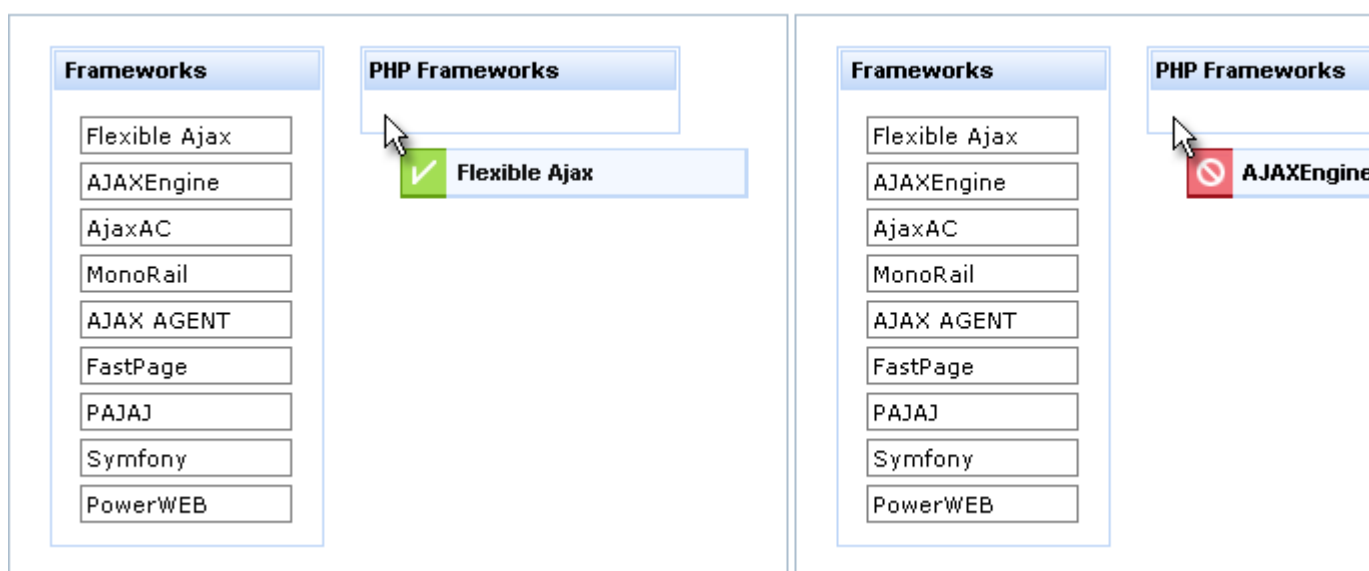 Frameworks
Flexible Ajax
AJAXEngine
AjaxAC
MonoRail
AJAX AGENT
FastPage
PAJAJ
Symfony
PowerWEB
PHP Frameworks
Flexible Ajax
Frameworks
Flexible Ajax
AJAXEngine
AjaxAC
MonoRail
AJAX AGENT
FastPage
PAJAJ
Symfony
PowerWEB
PHP Frameworks
AJAXEngine